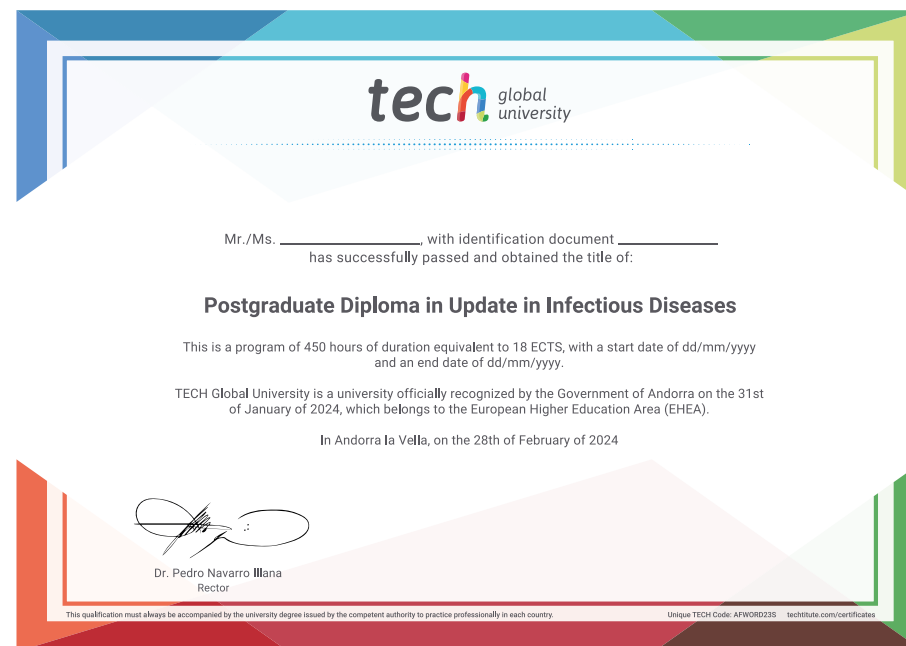 tech global university
Mr./Ms. ____________________, with identification document ______________
has successfully passed and obtained the title of:
Postgraduate Diploma in Update in Infectious Diseases
This is a program of 450 hours of duration equivalent to 18 ECTS, with a start date of dd/mm/yyyy
and an end date of dd/mm/yyyy.
TECH Global University is a university officially recognized by the Government of Andorra on the 31st
of January of 2024, which belongs to the European Higher Education Area (EHEA).
In Andorra la Vella, on the 28th of February of 2024
Dr. Pedro Navarro Illana
Rector
This qualification must always be accompanied by the university degree issued by the competent authority to practice professionally in each country.
Unique TECH Code: AFWORD23S techtitute.com/certificates